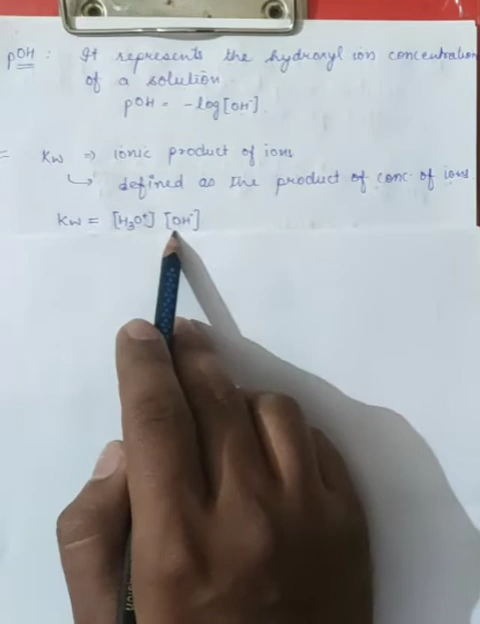 pOH : It represents the hydroxyl ion concentration
of a solution.
pOH = -log[OH⁻].
= Kw ⇒ ionic product of ions
↳ defined as the product of conc. of ions.
Kw = [H₃O⁺] [OH⁻]